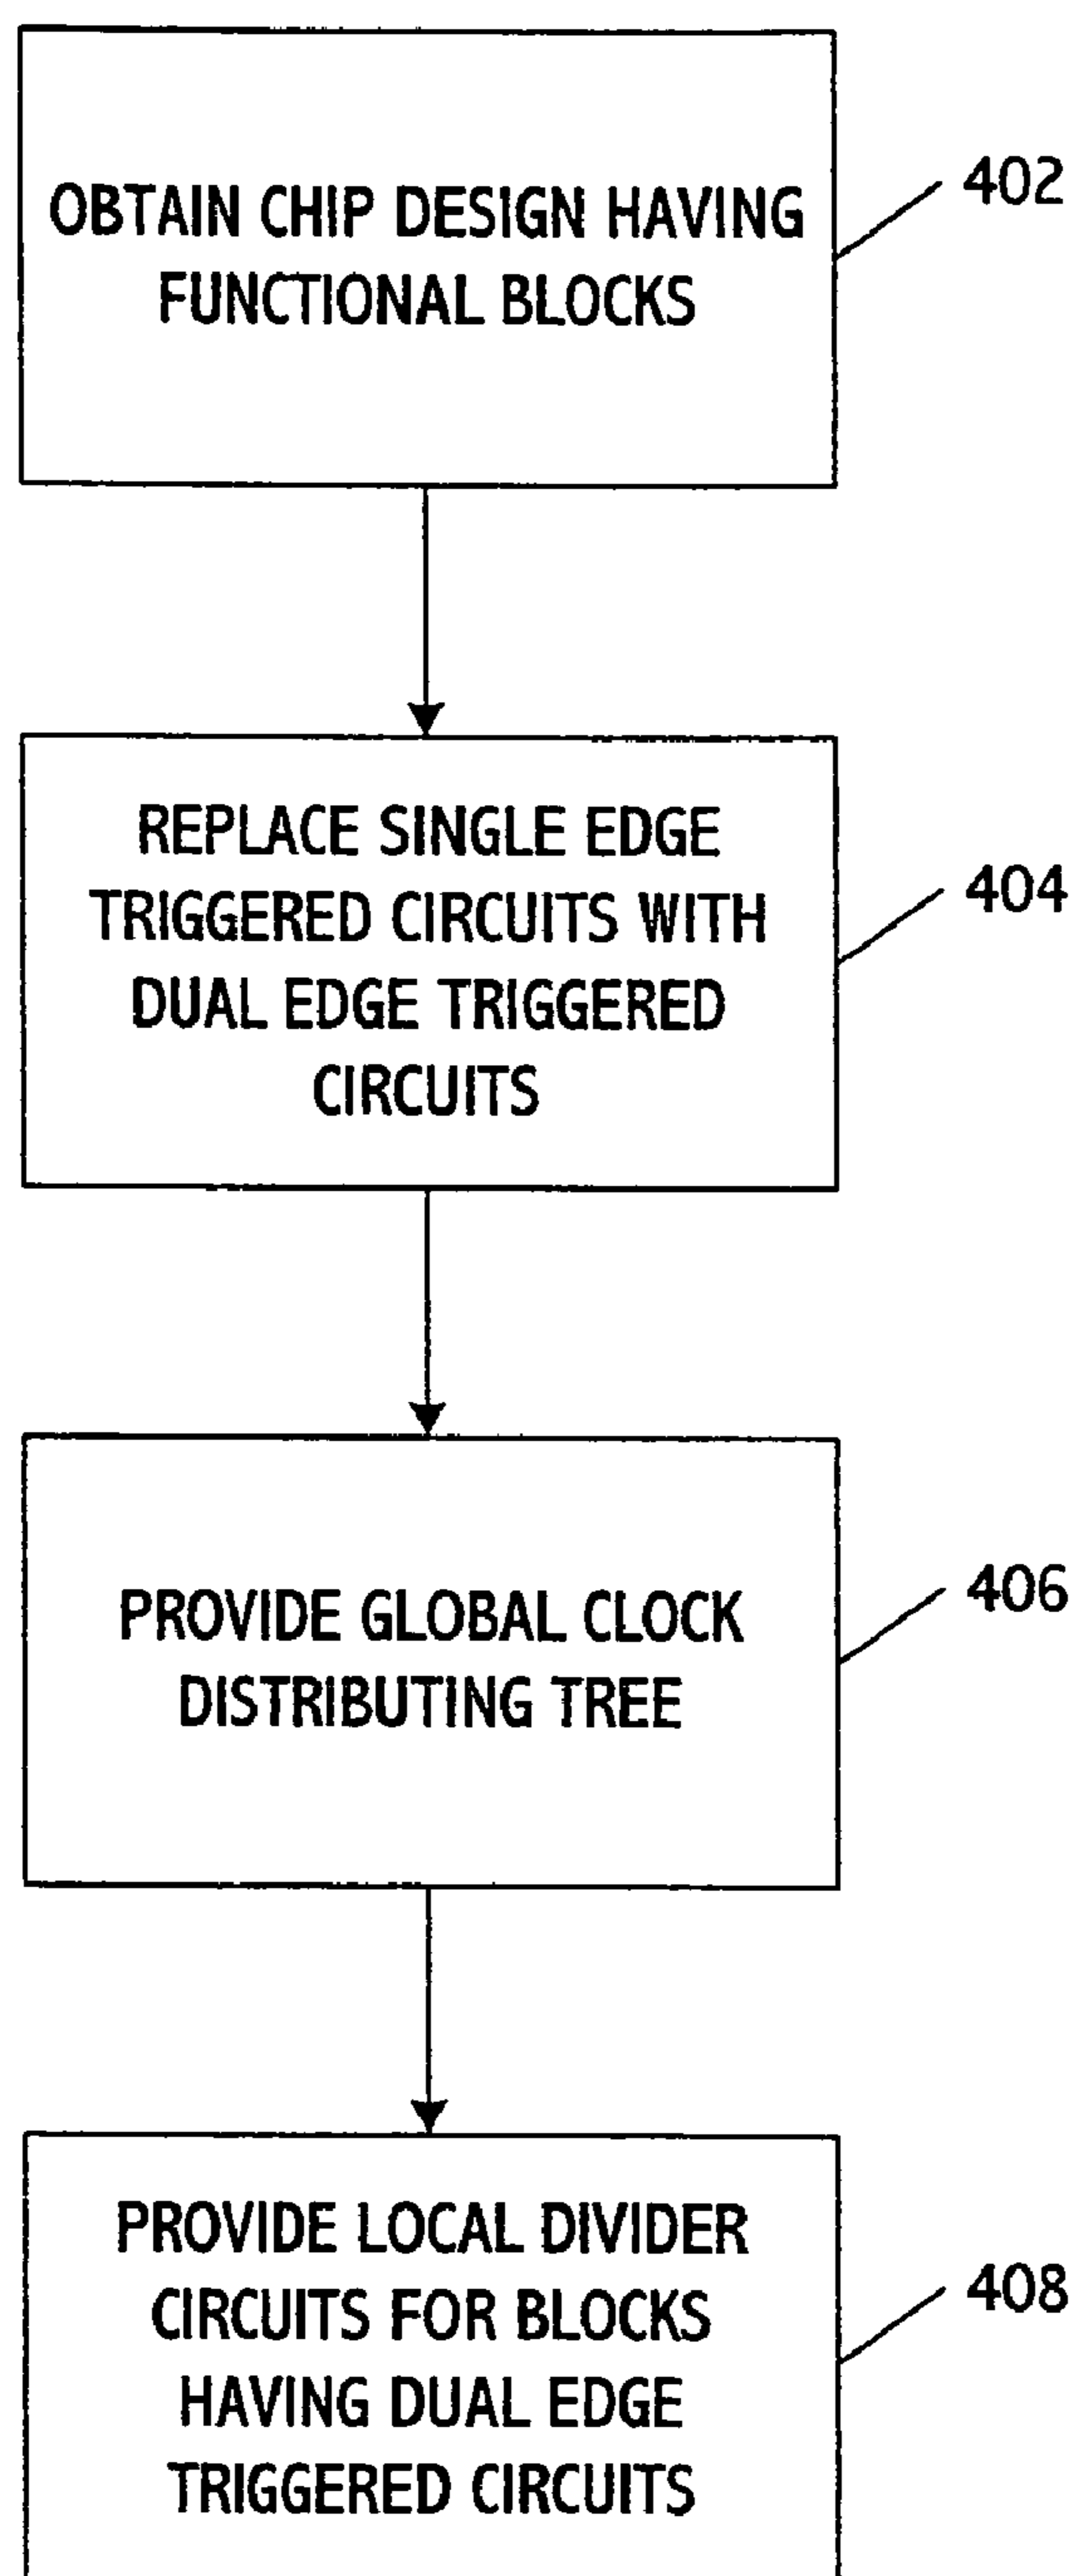 OBTAIN CHIP DESIGN HAVING
FUNCTIONAL BLOCKS
402
REPLACE SINGLE EDGE
TRIGGERED CIRCUITS WITH
DUAL EDGE TRIGGERED
CIRCUITS
404
PROVIDE GLOBAL CLOCK
DISTRIBUTING TREE
406
PROVIDE LOCAL DIVIDER
CIRCUITS FOR BLOCKS
HAVING DUAL EDGE
TRIGGERED CIRCUITS
408